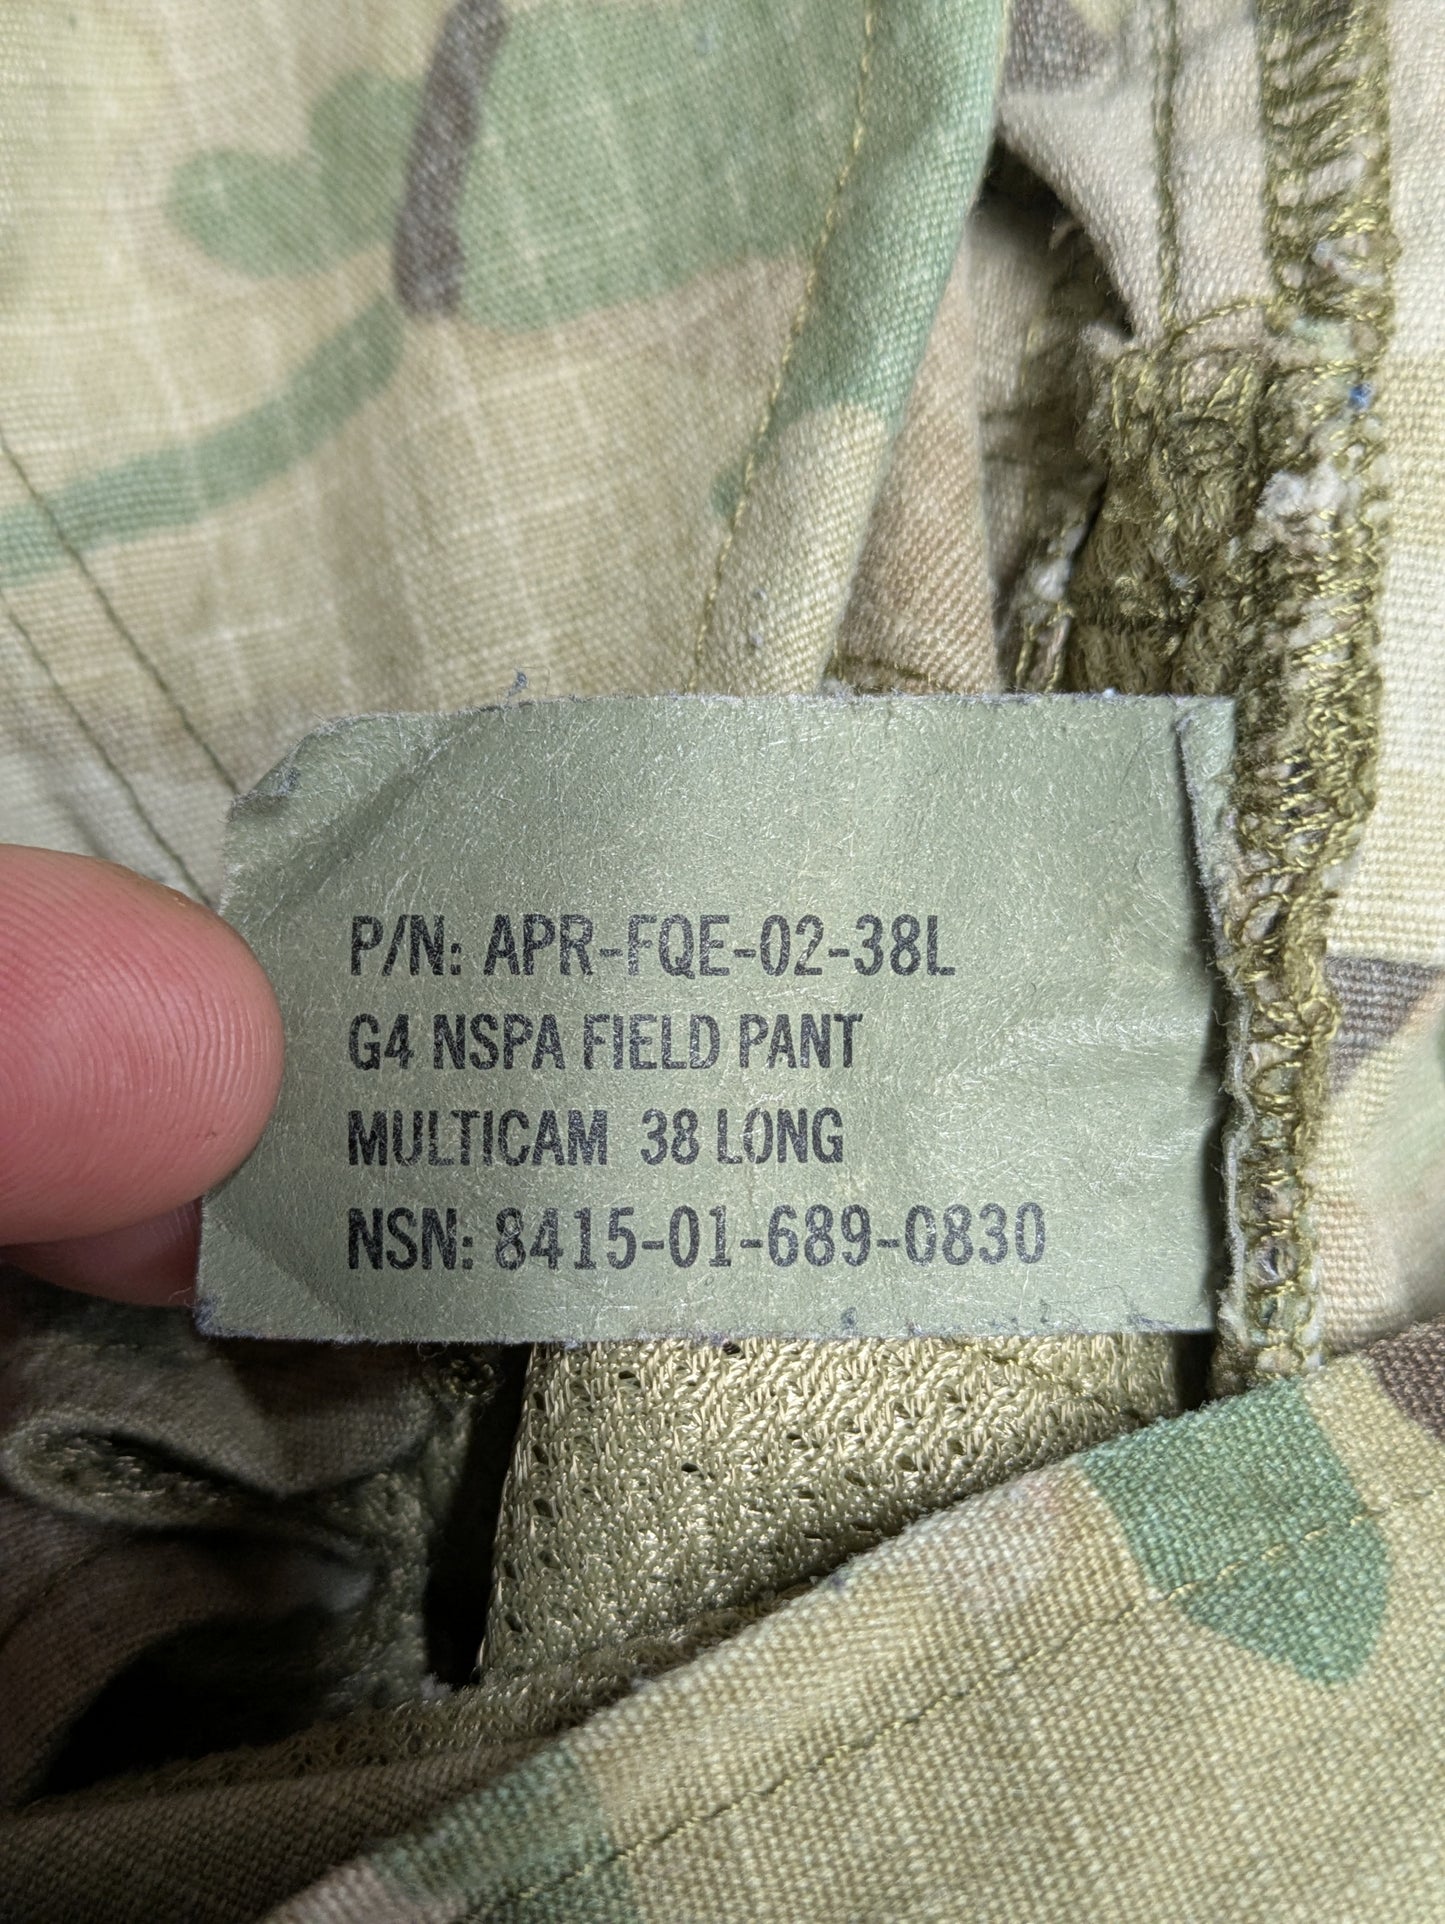 P/N: APR-FQE-02-38L
G4 NSPA FIELD PANT
MULTICAM 38 LONG
NSN: 8415-01-689-0830